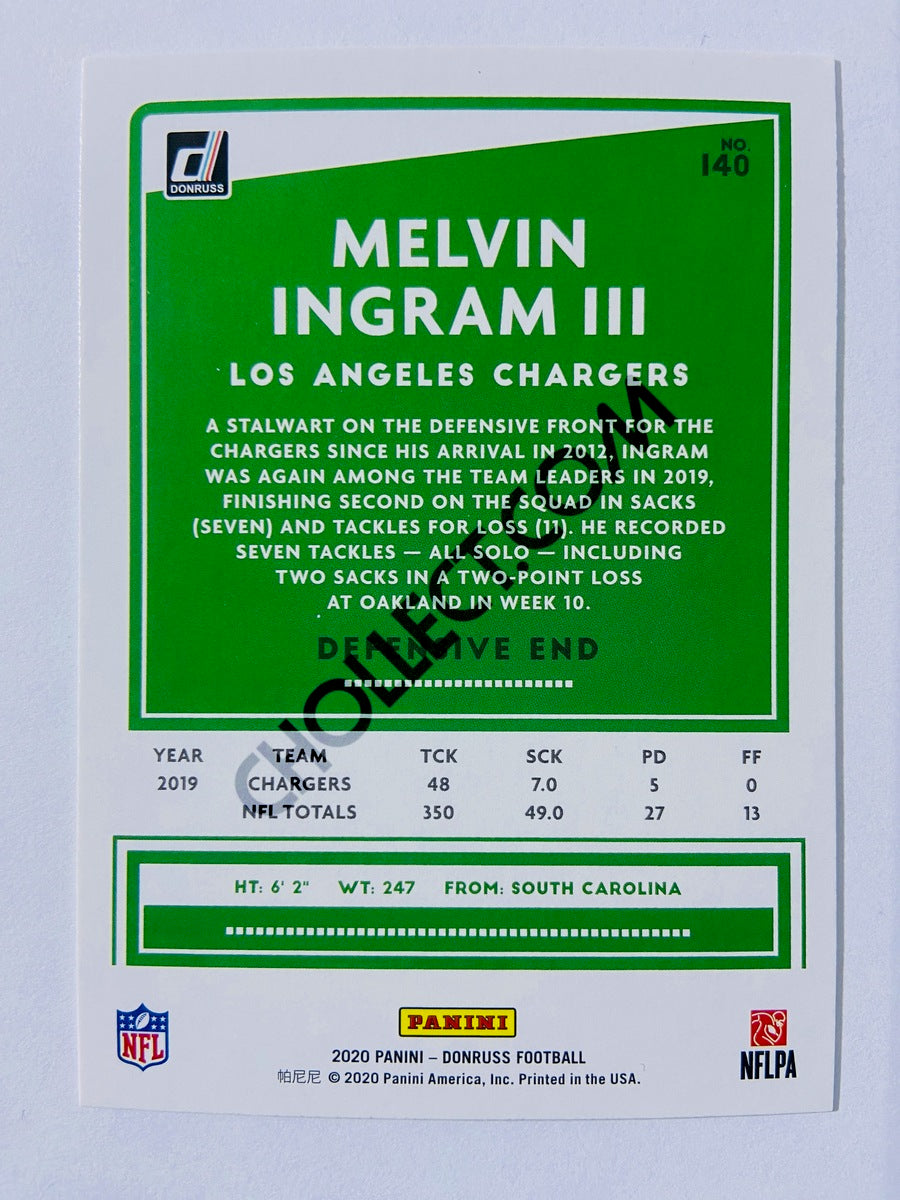 DONRUSS
NO.
140
MELVIN
INGRAM III
LOS ANGELES CHARGERS
A STALWART ON THE DEFENSIVE FRONT FOR THE
CHARGERS SINCE HIS ARRIVAL IN 2012, INGRAM
WAS AGAIN AMONG THE TEAM LEADERS IN 2019,
FINISHING SECOND ON THE SQUAD IN SACKS
(SEVEN) AND TACKLES FOR LOSS (11). HE RECORDED
SEVEN TACKLES — ALL SOLO — INCLUDING
TWO SACKS IN A TWO-POINT LOSS
AT OAKLAND IN WEEK 10.
DEFENSIVE END
CHOLLECT.COM
YEAR TEAM TCK SCK PD FF
2019 CHARGERS 48 7.0 5 0
NFL TOTALS 350 49.0 27 13
HT: 6' 2" WT: 247 FROM: SOUTH CAROLINA
NFL
PANINI
NFLPA
2020 PANINI – DONRUSS FOOTBALL
帕尼尼 © 2020 Panini America, Inc. Printed in the USA.